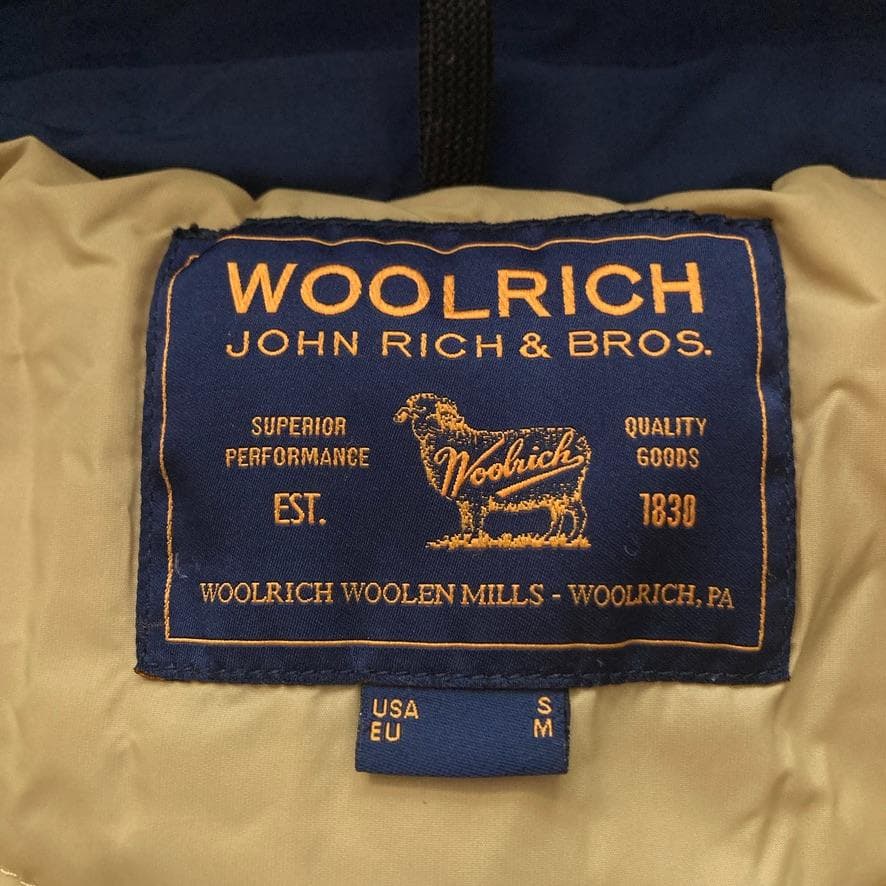 WOOLRICH
JOHN RICH & BROS.
SUPERIOR
PERFORMANCE
EST.
Woolrich
QUALITY
GOODS
1830
WOOLRICH WOOLEN MILLS - WOOLRICH, PA
USA S
EU M